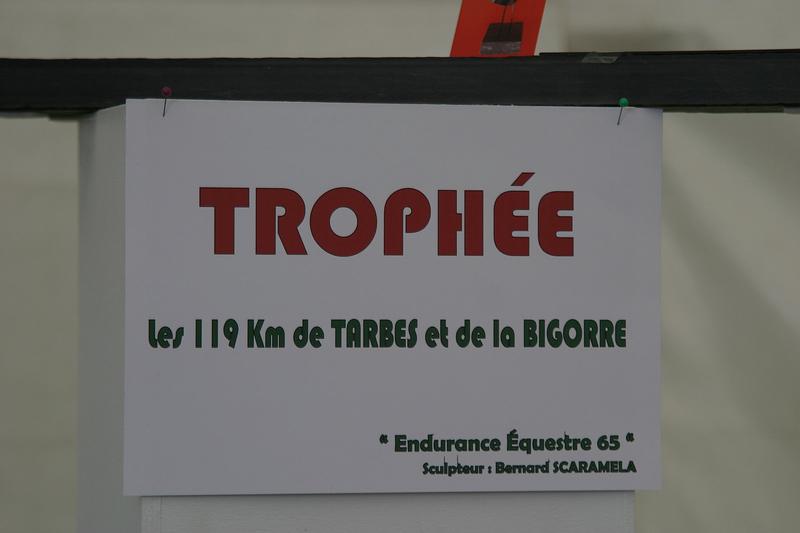 TROPHÉE
Les 119 Km de TARBES et de la BIGORRE
“ Endurance Équestre 65 “
Sculpteur : Bernard SCARAMELA